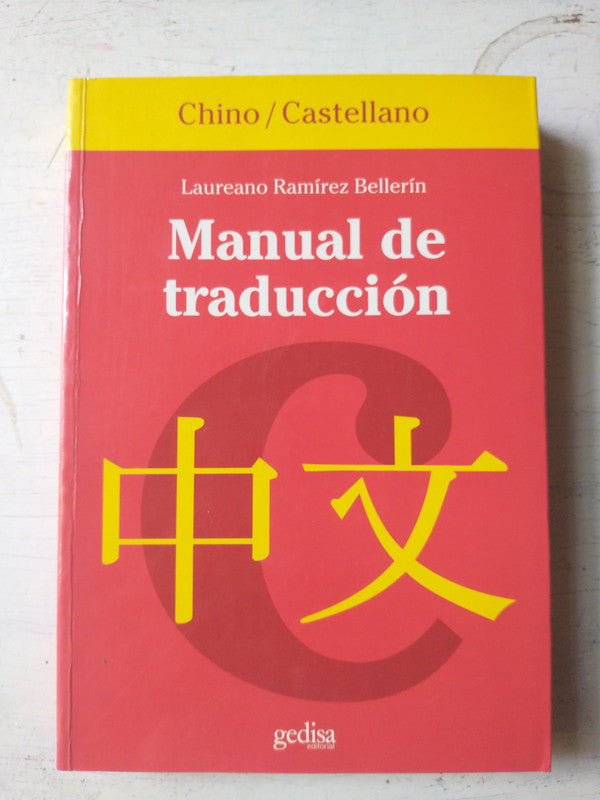 Chino / Castellano
Laureano Ramírez Bellerín
Manual de
traducción
C
中文
gedisa
editorial